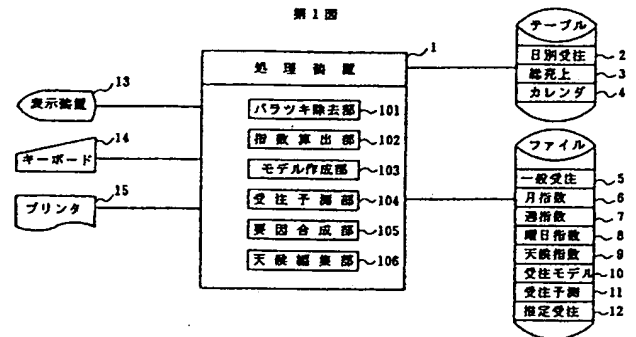 第1図
1
処理装置
バラツキ除去部 101
指数算出部 102
モデル作成部 103
受注予測部 104
要因合成部 105
天候編集部 106
13
表示装置
14
キーボード
15
プリンタ
テーブル
日別受注 2
総売上 3
カレンダ 4
ファイル
一般受注 5
月指数 6
週指数 7
曜日指数 8
天候指数 9
受注モデル 10
受注予測 11
推定受注 12